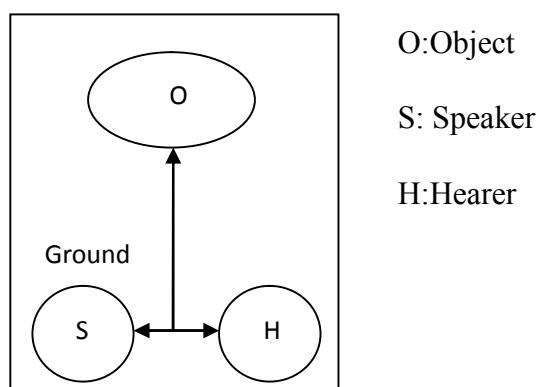 O:Object
O
S: Speaker
H:Hearer
Ground
S
H